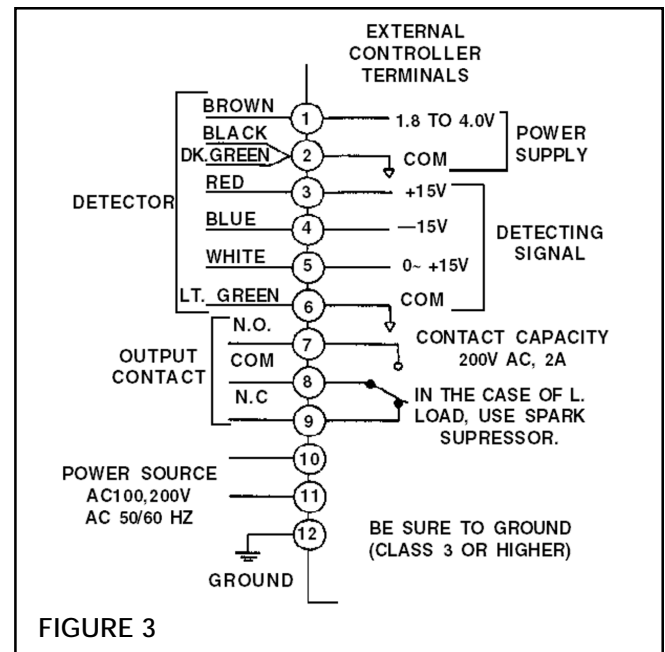 EXTERNAL
CONTROLLER
TERMINALS
BROWN
1
1.8 TO 4.0V
BLACK
POWER
SUPPLY
DK.GREEN
2
COM
RED
3
+15V
DETECTOR
BLUE
4
—15V
DETECTING
SIGNAL
WHITE
5
0~ +15V
LT. GREEN
6
COM
N.O.
7
CONTACT CAPACITY
200V AC, 2A
OUTPUT
CONTACT
COM
8
IN THE CASE OF L.
LOAD, USE SPARK
SUPRESSOR.
N.C
9
10
POWER SOURCE
AC100,200V
AC 50/60 HZ
11
12
BE SURE TO GROUND
(CLASS 3 OR HIGHER)
GROUND
FIGURE 3